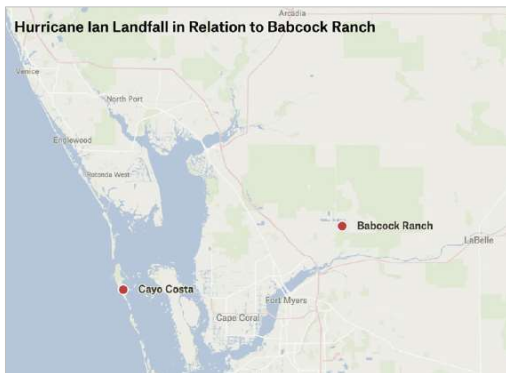 Arcadia
Hurricane Ian Landfall in Relation to Babcock Ranch
Venice
North Port
Englewood
Rotonda West
Babcock Ranch
LaBelle
Cayo Costa
Fort Myers
Cape Coral